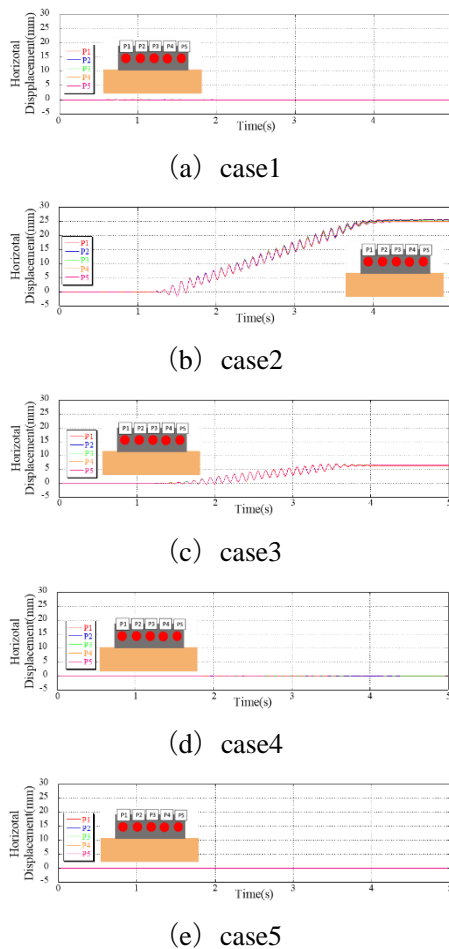 Horizotal
Dispplacement(mm)
30
25
20
15
10
5
0
-5
P1
P2
P3
P4
P5
P1 P2 P3 P4 P5
0 1 2 3 4 5
Time(s)
(a) case1
Horizotal
Displacement(mm)
30
25
20
15
10
5
0
-5
P1
P2
P3
P4
P5
P1 P2 P3 P4 P5
0 1 2 3 4 5
Time(s)
(b) case2
Horizotal
Displacement(mm)
30
25
20
15
10
5
0
-5
P1
P2
P3
P4
P5
P1 P2 P3 P4 P5
0 1 2 3 4 5
Time(s)
(c) case3
Horizotal
Displacement(mm)
30
25
20
15
10
5
0
-5
P1
P2
P3
P4
P5
P1 P2 P3 P4 P5
0 1 2 3 4 5
Time(s)
(d) case4
Horizotal
Displacement(mm)
30
25
20
15
10
5
0
-5
P1
P2
P3
P4
P5
P1 P2 P3 P4 P5
0 1 2 3 4
Time(s)
(e) case5